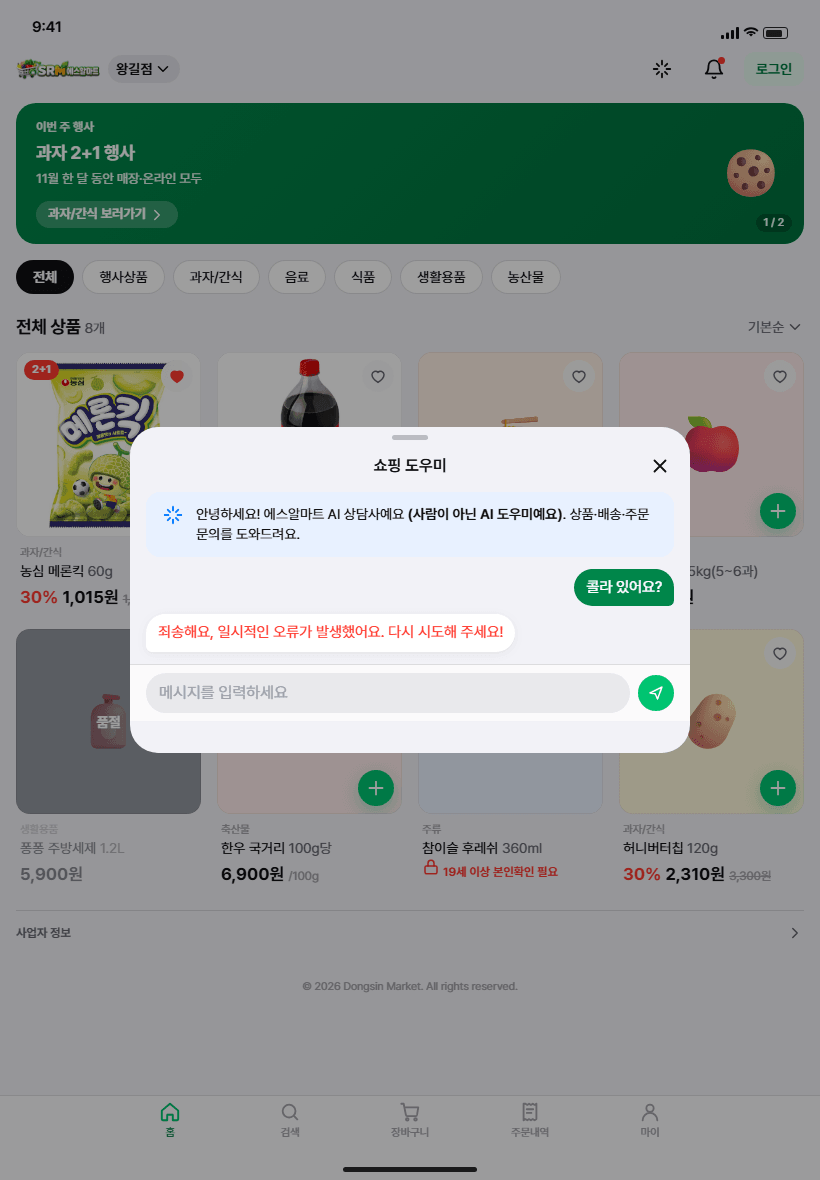 9:41
SRM 에스알마트
왕길점
로그인
이번 주 행사
과자 2+1 행사
11월 한 달 동안 매장·온라인 모두
과자/간식 보러가기
1 / 2
전체
행사상품
과자/간식
음료
식품
생활용품
농산물
전체 상품 8개
기본순
2+1
농심
메론킥
쇼핑 도우미
안녕하세요! 에스알마트 AI 상담사예요 (사람이 아닌 AI 도우미예요). 상품·배송·주문
문의를 도와드려요.
콜라 있어요?
죄송해요, 일시적인 오류가 발생했어요. 다시 시도해 주세요!
메시지를 입력하세요
과자/간식
농심 메론킥 60g
30% 1,015원
5kg(5~6과)
품절
생활용품
퐁퐁 주방세제 1.2L
5,900원
축산물
한우 국거리 100g당
6,900원 /100g
주류
참이슬 후레쉬 360ml
19세 이상 본인확인 필요
과자/간식
허니버터칩 120g
30% 2,310원 3,300원
사업자 정보
© 2026 Dongsin Market. All rights reserved.
홈
검색
장바구니
주문내역
마이